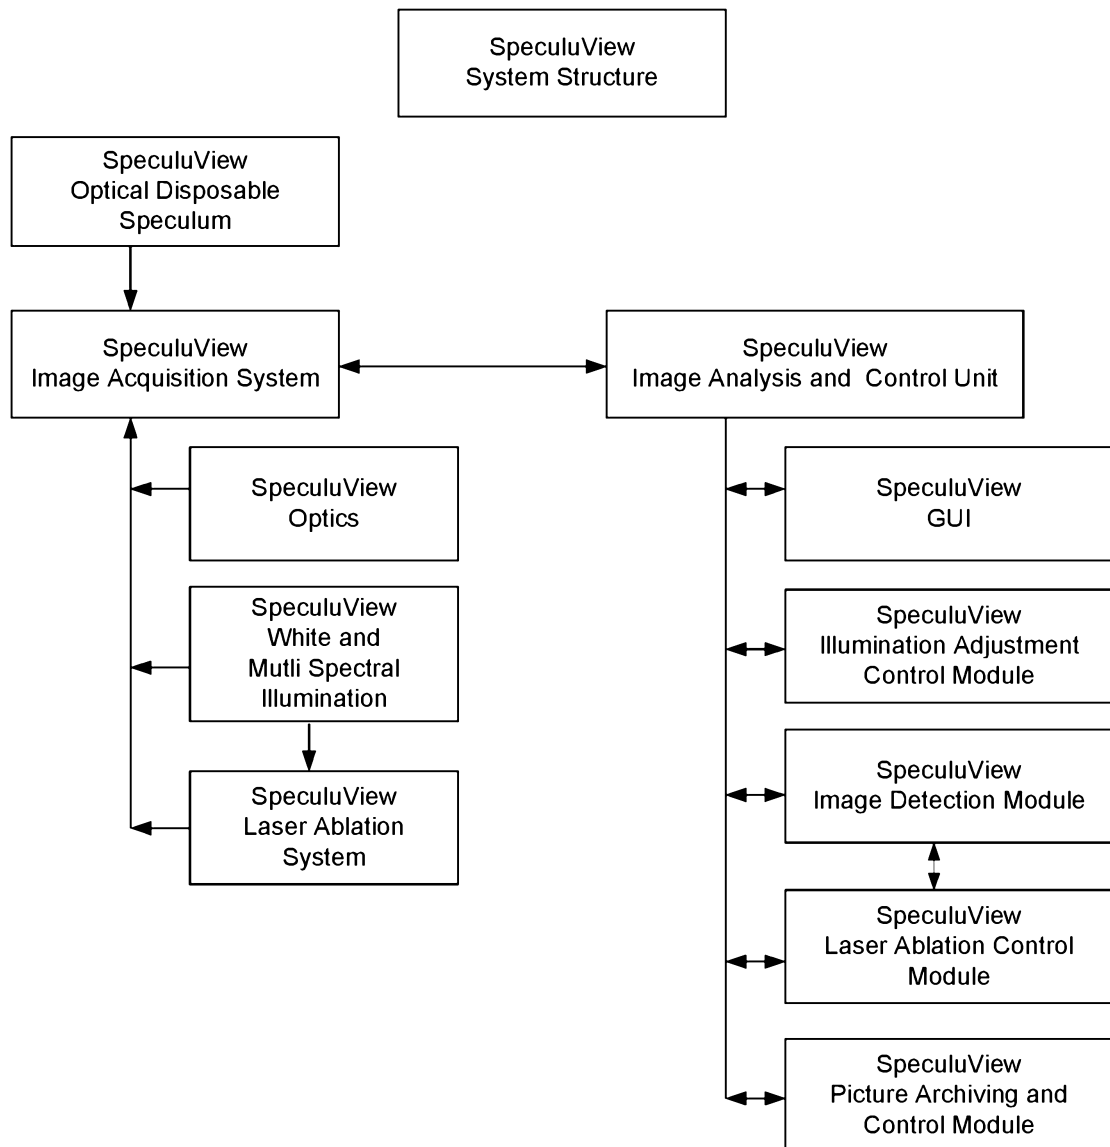 SpeculuView
System Structure
SpeculuView
Optical Disposable
Speculum
SpeculuView
Image Acquisition System
SpeculuView
Image Analysis and  Control Unit
SpeculuView
Optics
SpeculuView
White and
Mutli Spectral
Illumination
SpeculuView
Laser Ablation
System
SpeculuView
GUI
SpeculuView
Illumination Adjustment
Control Module
SpeculuView
Image Detection Module
SpeculuView
Laser Ablation Control
Module
SpeculuView
Picture Archiving and
Control Module